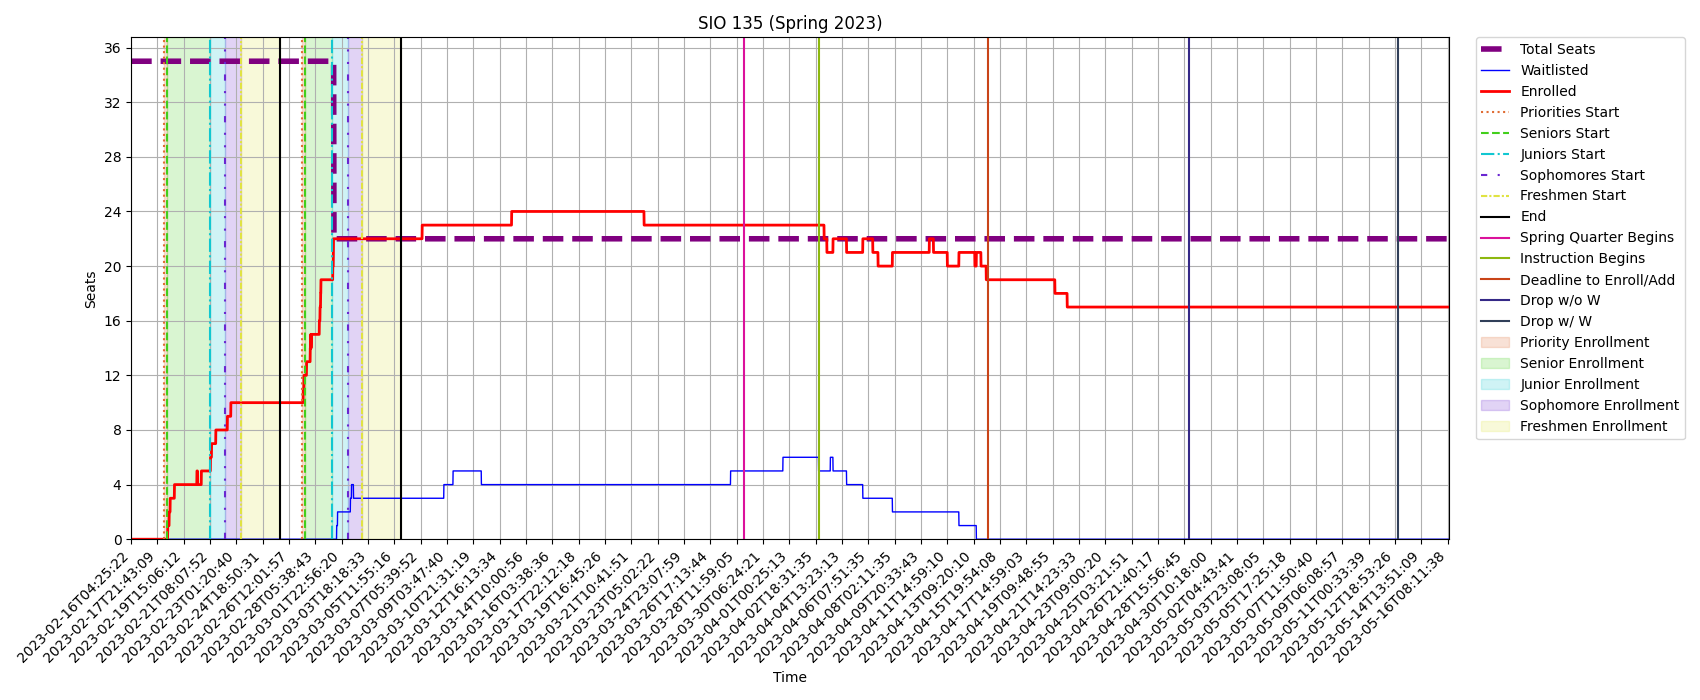 SIO 135 (Spring 2023)
Seats
36
32
28
24
20
16
12
8
4
0
2023-02-16T04:25:22
2023-02-17T21:43:09
2023-02-19T15:06:12
2023-02-21T08:07:52
2023-02-23T01:20:40
2023-02-24T18:50:31
2023-02-26T12:01:57
2023-02-28T05:38:43
2023-03-01T22:56:20
2023-03-03T18:18:33
2023-03-05T11:55:16
2023-03-07T05:39:52
2023-03-09T03:47:40
2023-03-10T21:31:19
2023-03-12T16:13:34
2023-03-14T10:00:56
2023-03-16T03:38:36
2023-03-17T22:12:18
2023-03-19T16:45:26
2023-03-21T10:41:51
2023-03-23T05:02:22
2023-03-24T23:07:59
2023-03-26T17:13:44
2023-03-28T11:59:05
2023-03-30T06:24:21
2023-04-01T00:25:13
2023-04-02T18:31:35
2023-04-04T13:23:13
2023-04-06T07:51:35
2023-04-08T02:11:35
2023-04-09T20:33:43
2023-04-11T14:59:10
2023-04-13T09:20:10
2023-04-15T19:54:08
2023-04-17T14:59:03
2023-04-19T09:48:55
2023-04-21T14:23:33
2023-04-23T09:00:20
2023-04-25T03:21:51
2023-04-26T21:40:17
2023-04-28T15:56:45
2023-04-30T10:18:00
2023-05-02T04:43:41
2023-05-03T23:08:05
2023-05-05T17:25:18
2023-05-07T11:50:40
2023-05-09T06:08:57
2023-05-11T00:33:39
2023-05-12T18:53:26
2023-05-14T13:51:09
2023-05-16T08:11:38
Time
Total Seats
Waitlisted
Enrolled
Priorities Start
Seniors Start
Juniors Start
Sophomores Start
Freshmen Start
End
Spring Quarter Begins
Instruction Begins
Deadline to Enroll/Add
Drop w/o W
Drop w/ W
Priority Enrollment
Senior Enrollment
Junior Enrollment
Sophomore Enrollment
Freshmen Enrollment